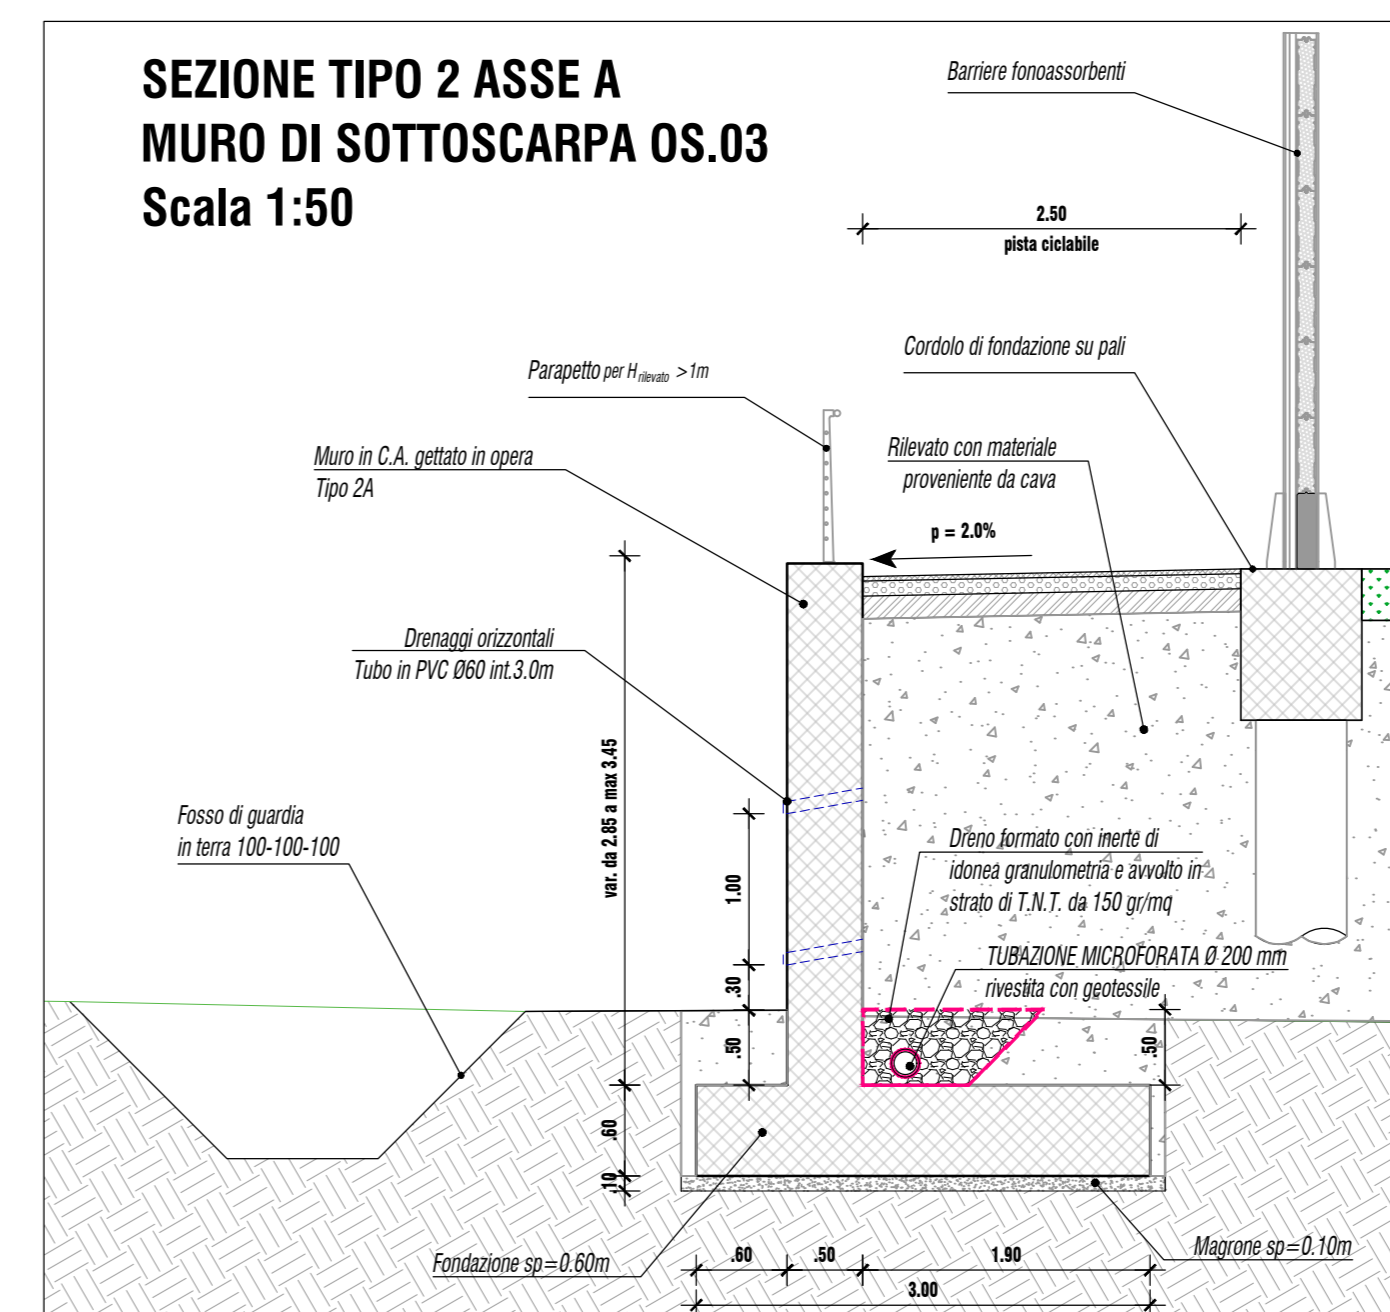 SEZIONE TIPO 2 ASSE A
MURO DI SOTTOSCARPA OS.03
Scala 1:50
Barriere fonoassorbenti
2.50
pista ciclabile
Cordolo di fondazione su pali
Parapetto per H rilevato >1m
Muro in C.A. gettato in opera
Tipo 2A
Rilevato con materiale
proveniente da cava
p = 2.0%
Drenaggi orizzontali
Tubo in PVC Ø60 int.3.0m
var. da 2.85 a max 3.45
Fosso di guardia
in terra 100-100-100
1.00
Dreno formato con inerte di
idonea granulometria e avvolto in
strato di T.N.T. da 150 gr/mq
TUBAZIONE MICROFORATA Ø 200 mm
rivestita con geotessile
.30
.50
.50
.60
.10
Fondazione sp=0.60m
.60
.50
1.90
Magrone sp=0.10m
3.00